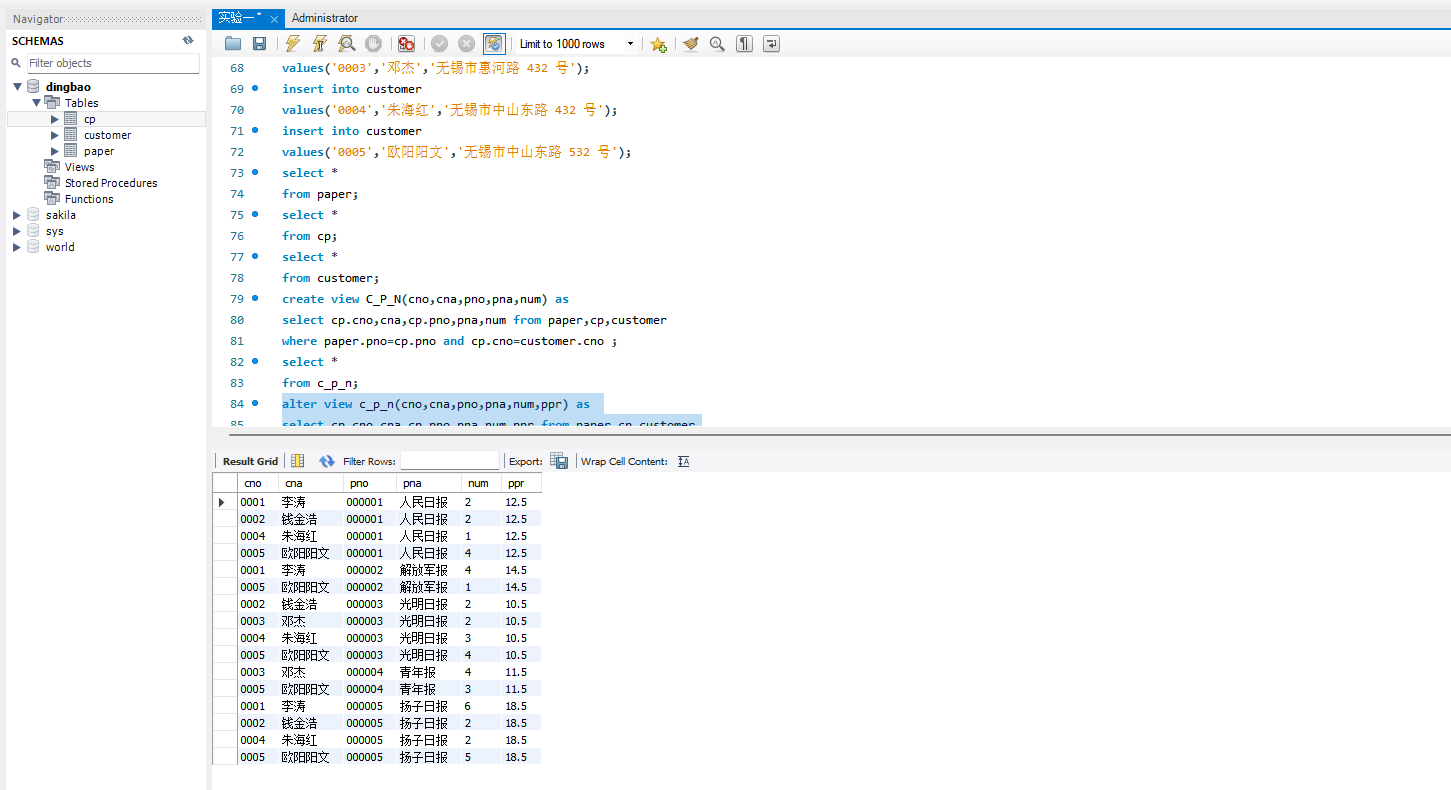 Navigator
SCHEMAS
Filter objects
dingbao
Tables
cp
customer
paper
Views
Stored Procedures
Functions
sakila
sys
world
实验一* ×
Administrator
Limit to 1000 rows
68 values('0003','邓杰','无锡市惠河路 432 号');
69 insert into customer
70 values('0004','朱海红','无锡市中山东路 432 号');
71 insert into customer
72 values('0005','欧阳阳文','无锡市中山东路 532 号');
73 select *
74 from paper;
75 select *
76 from cp;
77 select *
78 from customer;
79 create view C_P_N(cno,cna,pno,pna,num) as
80 select cp.cno,cna,cp.pno,pna,num from paper,cp,customer
81 where paper.pno=cp.pno and cp.cno=customer.cno ;
82 select *
83 from c_p_n;
84 alter view c_p_n(cno,cna,pno,pna,num,ppr) as
85 select cp.cno,cna,cp.pno,pna,num,ppr from paper,cp,customer
Result Grid Filter Rows: Export: Wrap Cell Content:
cno cna pno pna num ppr
0001 李涛 000001 人民日报 2 12.5
0002 钱金浩 000001 人民日报 2 12.5
0004 朱海红 000001 人民日报 1 12.5
0005 欧阳阳文 000001 人民日报 4 12.5
0001 李涛 000002 解放军报 4 14.5
0005 欧阳阳文 000002 解放军报 1 14.5
0002 钱金浩 000003 光明日报 2 10.5
0003 邓杰 000003 光明日报 2 10.5
0004 朱海红 000003 光明日报 3 10.5
0005 欧阳阳文 000003 光明日报 4 10.5
0003 邓杰 000004 青年报 4 11.5
0005 欧阳阳文 000004 青年报 3 11.5
0001 李涛 000005 扬子日报 6 18.5
0002 钱金浩 000005 扬子日报 2 18.5
0004 朱海红 000005 扬子日报 2 18.5
0005 欧阳阳文 000005 扬子日报 5 18.5